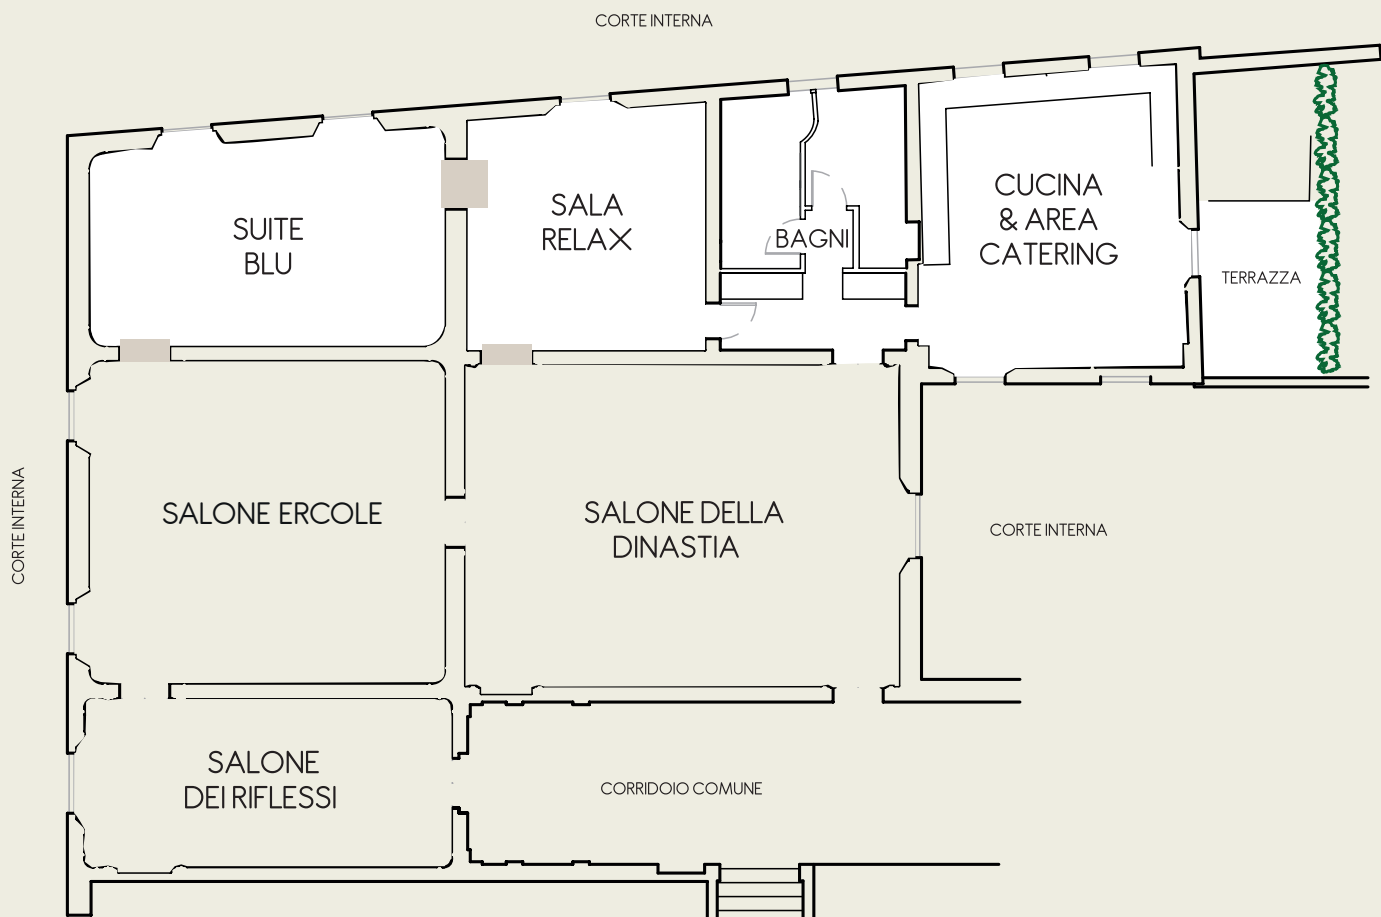 CORTE INTERNA
SUITE
BLU
SALA
RELAX
BAGNI
CUCINA
& AREA
CATERING
TERRAZZA
CORTE INTERNA
SALONE ERCOLE
SALONE DELLA
DINASTIA
CORTE INTERNA
SALONE
DEI RIFLESSI
CORRIDOIO COMUNE